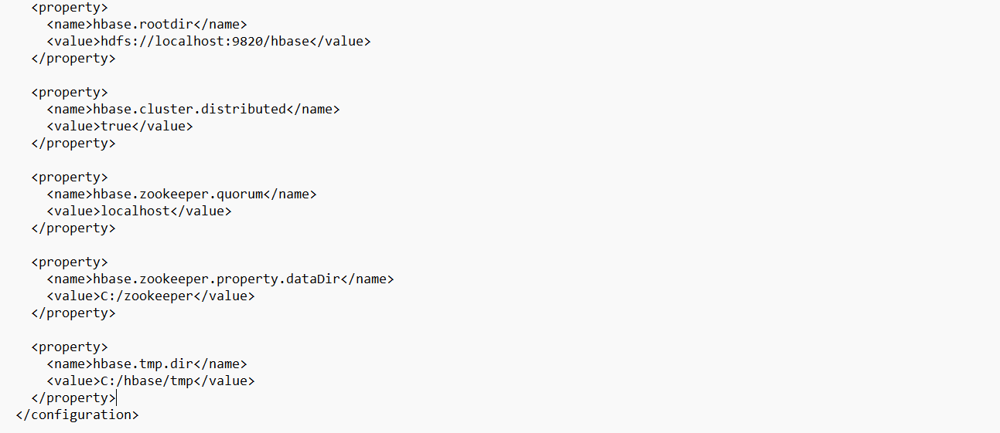 <property>
<name>hbase.rootdir</name>
<value>hdfs://localhost:9820/hbase</value>
</property>
<property>
<name>hbase.cluster.distributed</name>
<value>true</value>
</property>
<property>
<name>hbase.zookeeper.quorum</name>
<value>localhost</value>
</property>
<property>
<name>hbase.zookeeper.property.dataDir</name>
<value>C:/zookeeper</value>
</property>
<property>
<name>hbase.tmp.dir</name>
<value>C:/hbase/tmp</value>
</property>
</configuration>